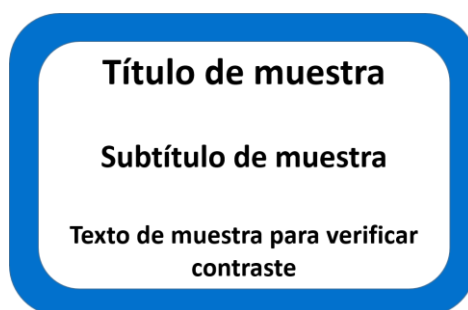 Título de muestra
Subtítulo de muestra
Texto de muestra para verificar
contraste